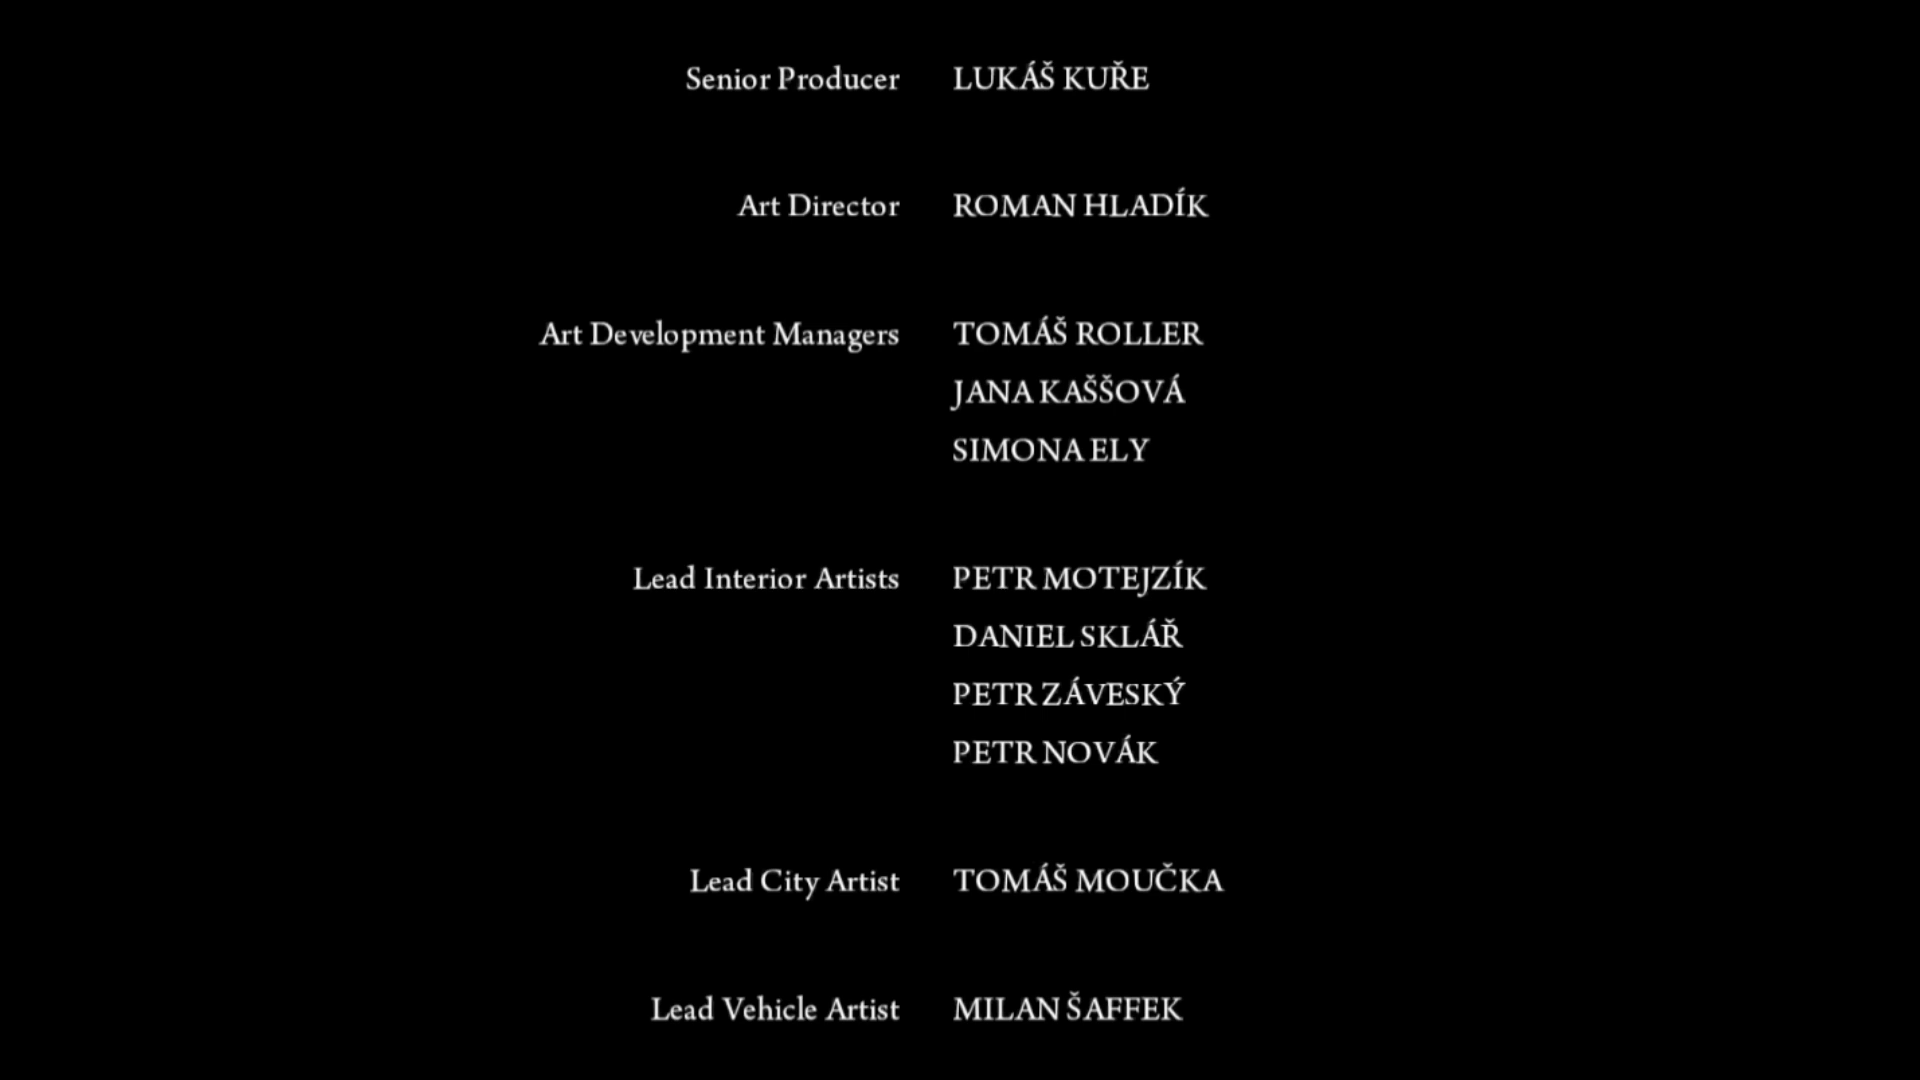 Senior Producer LUKÁŠ KUŘE
Art Director ROMAN HLADÍK
Art Development Managers TOMÁŠ ROLLER
JANA KAŠŠOVÁ
SIMONA ELY
Lead Interior Artists PETR MOTEJZÍK
DANIEL SKLÁŘ
PETR ZÁVESKÝ
PETR NOVÁK
Lead City Artist TOMÁŠ MOUČKA
Lead Vehicle Artist MILAN ŠAFFEK